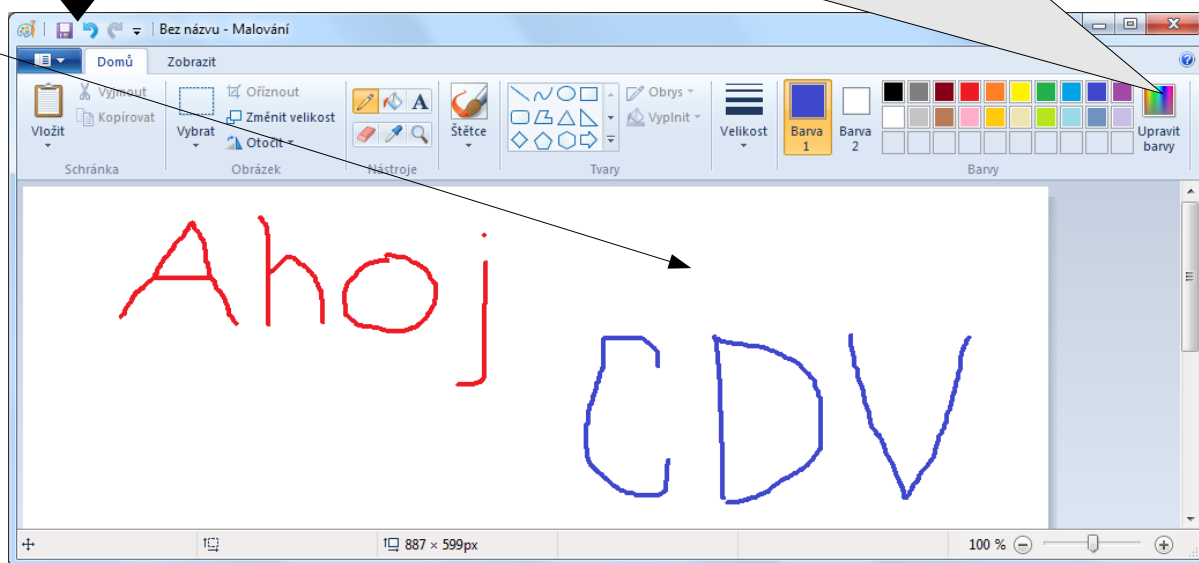 Bez názvu - Malování
Domů Zobrazit
Vložit
Vyjmout
Kopírovat
Schránka
Vybrat
Oříznout
Změnit velikost
Otočit
Obrázek
A
Nástroje
Štětce
Obrys
Vyplnit
Tvary
Velikost
Barva
1
Barva
2
Upravit
barvy
Barvy
Ahoj
CDV
887 × 599px
100 %